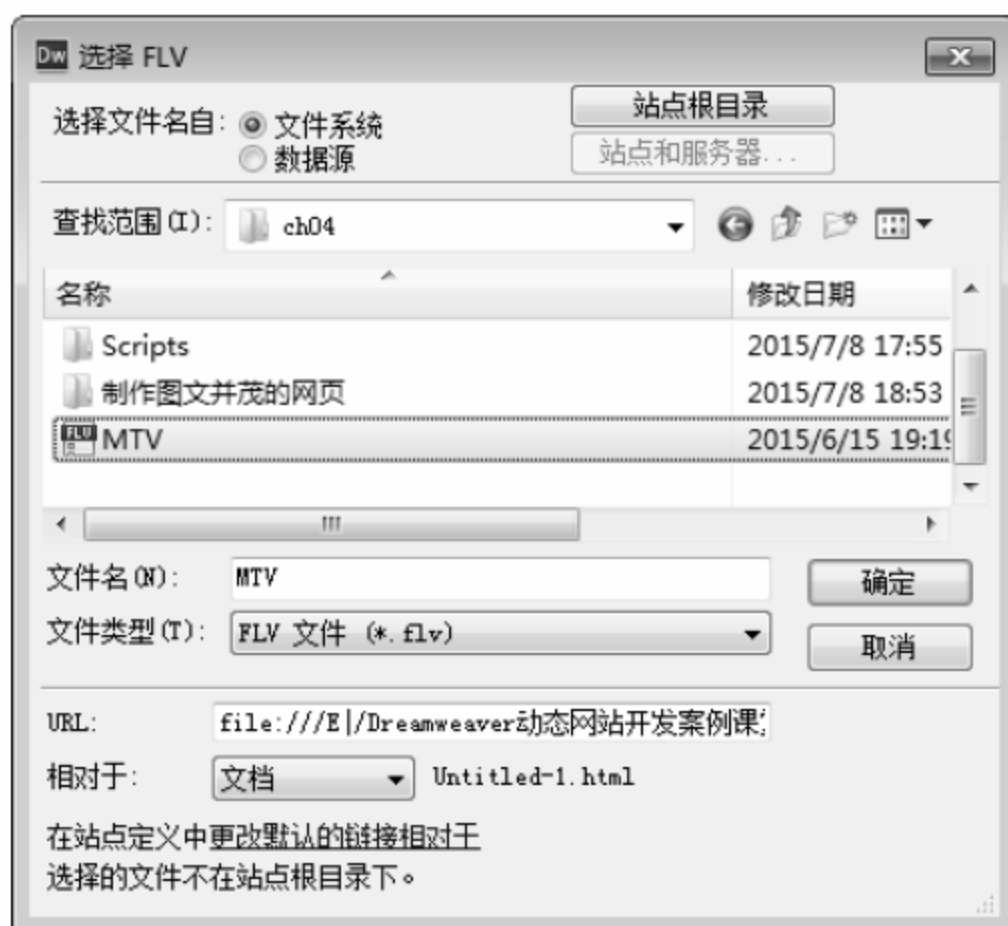 Dw 选择 FLV
选择文件名自: 文件系统 站点根目录
数据源 站点和服务器...
查找范围(I): ch04
名称 修改日期
Scripts 2015/7/8 17:55
制作图文并茂的网页 2015/7/8 18:53
FLV MTV 2015/6/15 19:19
文件名(N): MTV 确定
文件类型(T): FLV 文件 (*.flv) 取消
URL: file:///E|/Dreamweaver动态网站开发案例课
相对于: 文档 Untitled-1.html
在站点定义中更改默认的链接相对于
选择的文件不在站点根目录下。